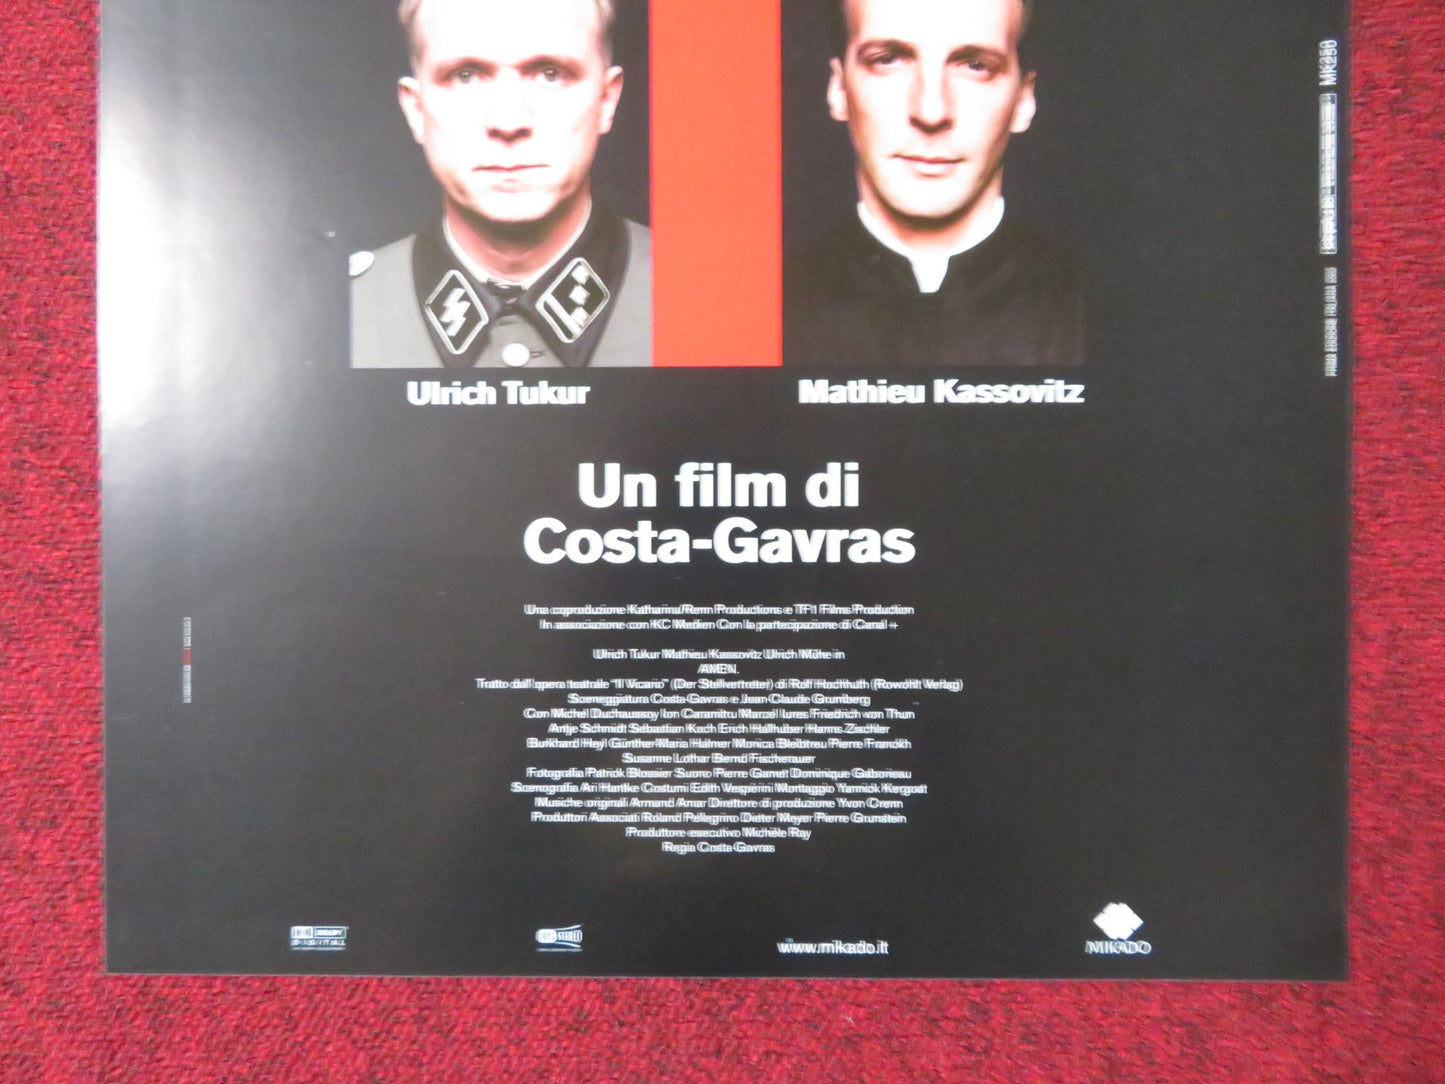 Ulrich Tukur
Mathieu Kassovitz
Un film di
Costa-Gavras
Una coproduzione Katharina/Renn Productions e TF1 Films Production
In associazione con KC Medien Con la partecipazione di Canal +
Ulrich Tukur Mathieu Kassovitz Ulrich Mühe in
AMEN.
Tratto dall'opera teatrale "Il Vicario" (Der Stellvertreter) di Rolf Hochhuth (Rowohlt Verlag)
Sceneggiatura Costa-Gavras e Jean-Claude Grumberg
Con Michel Duchaussoy Ion Caramitru Marcel Iures Friedrich von Thun
Antje Schmidt Sebastian Koch Erich Hallhuber Hanns Zischler
Burkhard Heyl Günther-Maria Halmer Monica Bleibtreu Pierre Franckh
Susanne Lothar Bernd Fischerauer
Fotografia Patrick Blossier Suono Pierre Gamet Dominique Gaborieau
Scenografia Ari Hantke Costumi Edith Vesperini Montaggio Yannick Kergoat
Musiche originali Armand Amar Direttore di produzione Yvon Crenn
Produttori Associati Roland Pellegrino Dieter Meyer Pierre Grunstein
Produttore esecutivo Michèle Ray
Regia Costa-Gavras
DIGITAL
STEREO
www.mikado.it
MIKADO
MK250